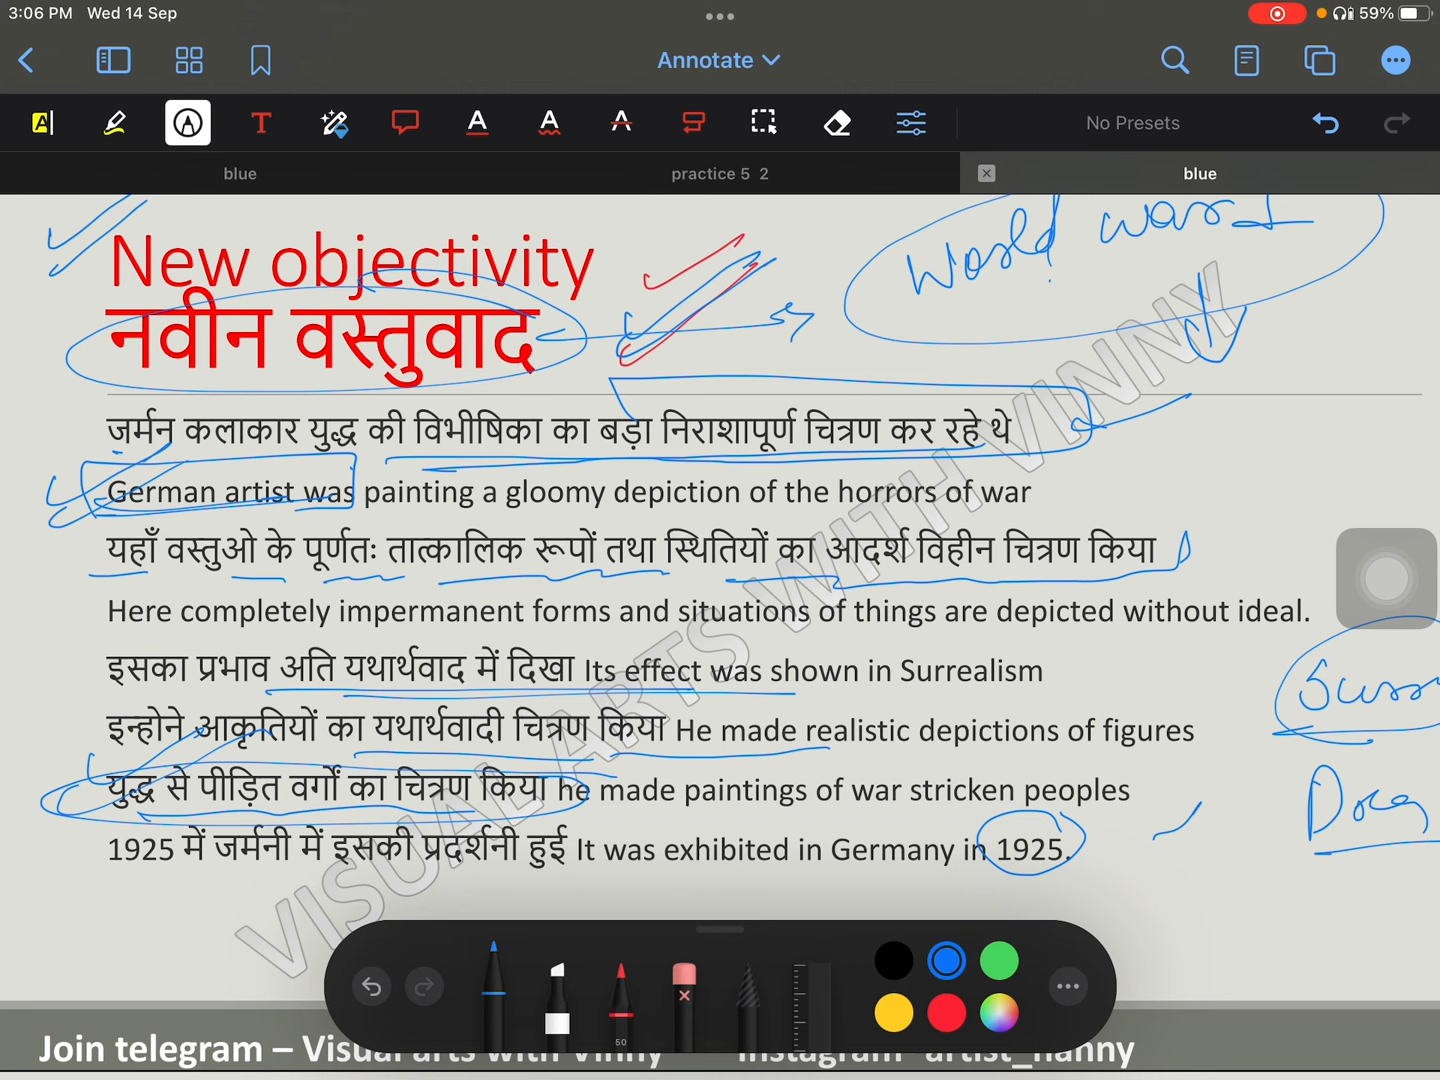 3:06 PM Wed 14 Sep
59%
Annotate
No Presets
blue
practice 5 2
blue
World war I
New objectivity
नवीन वस्तुवाद
जर्मन कलाकार युद्ध की विभीषिका का बड़ा निराशापूर्ण चित्रण कर रहे थे
German artist was painting a gloomy depiction of the horrors of war
यहाँ वस्तुओ के पूर्णतः तात्कालिक रूपों तथा स्थितियों का आदर्श विहीन चित्रण किया
Here completely impermanent forms and situations of things are depicted without ideal.
इसका प्रभाव अति यथार्थवाद में दिखा Its effect was shown in Surrealism
इन्होने आकृतियों का यथार्थवादी चित्रण किया He made realistic depictions of figures
युद्ध से पीड़ित वर्गों का चित्रण किया he made paintings of war stricken peoples
1925 में जर्मनी में इसकी प्रदर्शनी हुई It was exhibited in Germany in 1925.
VISUAL ARTS WITH VINNY
50
Join telegram – Visual arts with Vinny